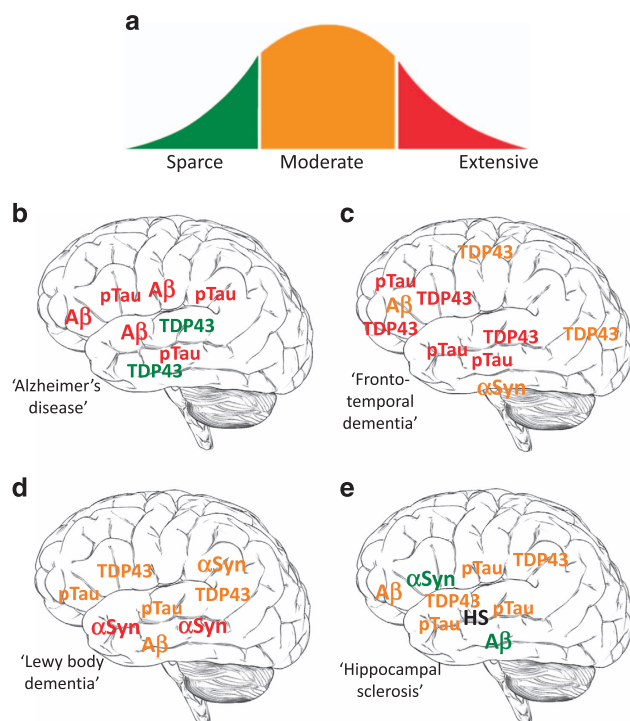 a
Sparce
Moderate
Extensive
b
pTau
Aβ
pTau
Aβ
Aβ
TDP43
pTau
TDP43
'Alzheimer's
disease'
c
TDP43
pTau
Aβ
TDP43
TDP43
TDP43
TDP43
pTau
pTau
αSyn
'Fronto-
temporal
dementia'
d
αSyn
TDP43
pTau
TDP43
pTau
αSyn
αSyn
Aβ
'Lewy body
dementia'
e
TDP43
pTau
αSyn
Aβ
TDP43
pTau
HS
pTau
Aβ
'Hippocampal
sclerosis'